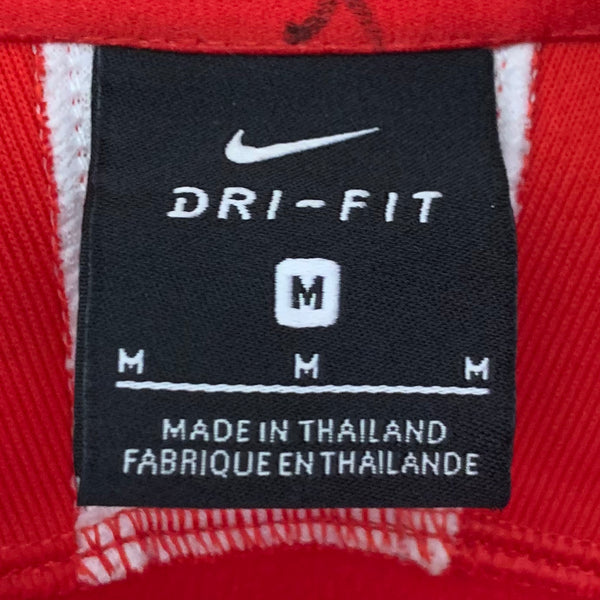 DRI-FIT
M
M M M
MADE IN THAILAND
FABRIQUE EN THAILANDE